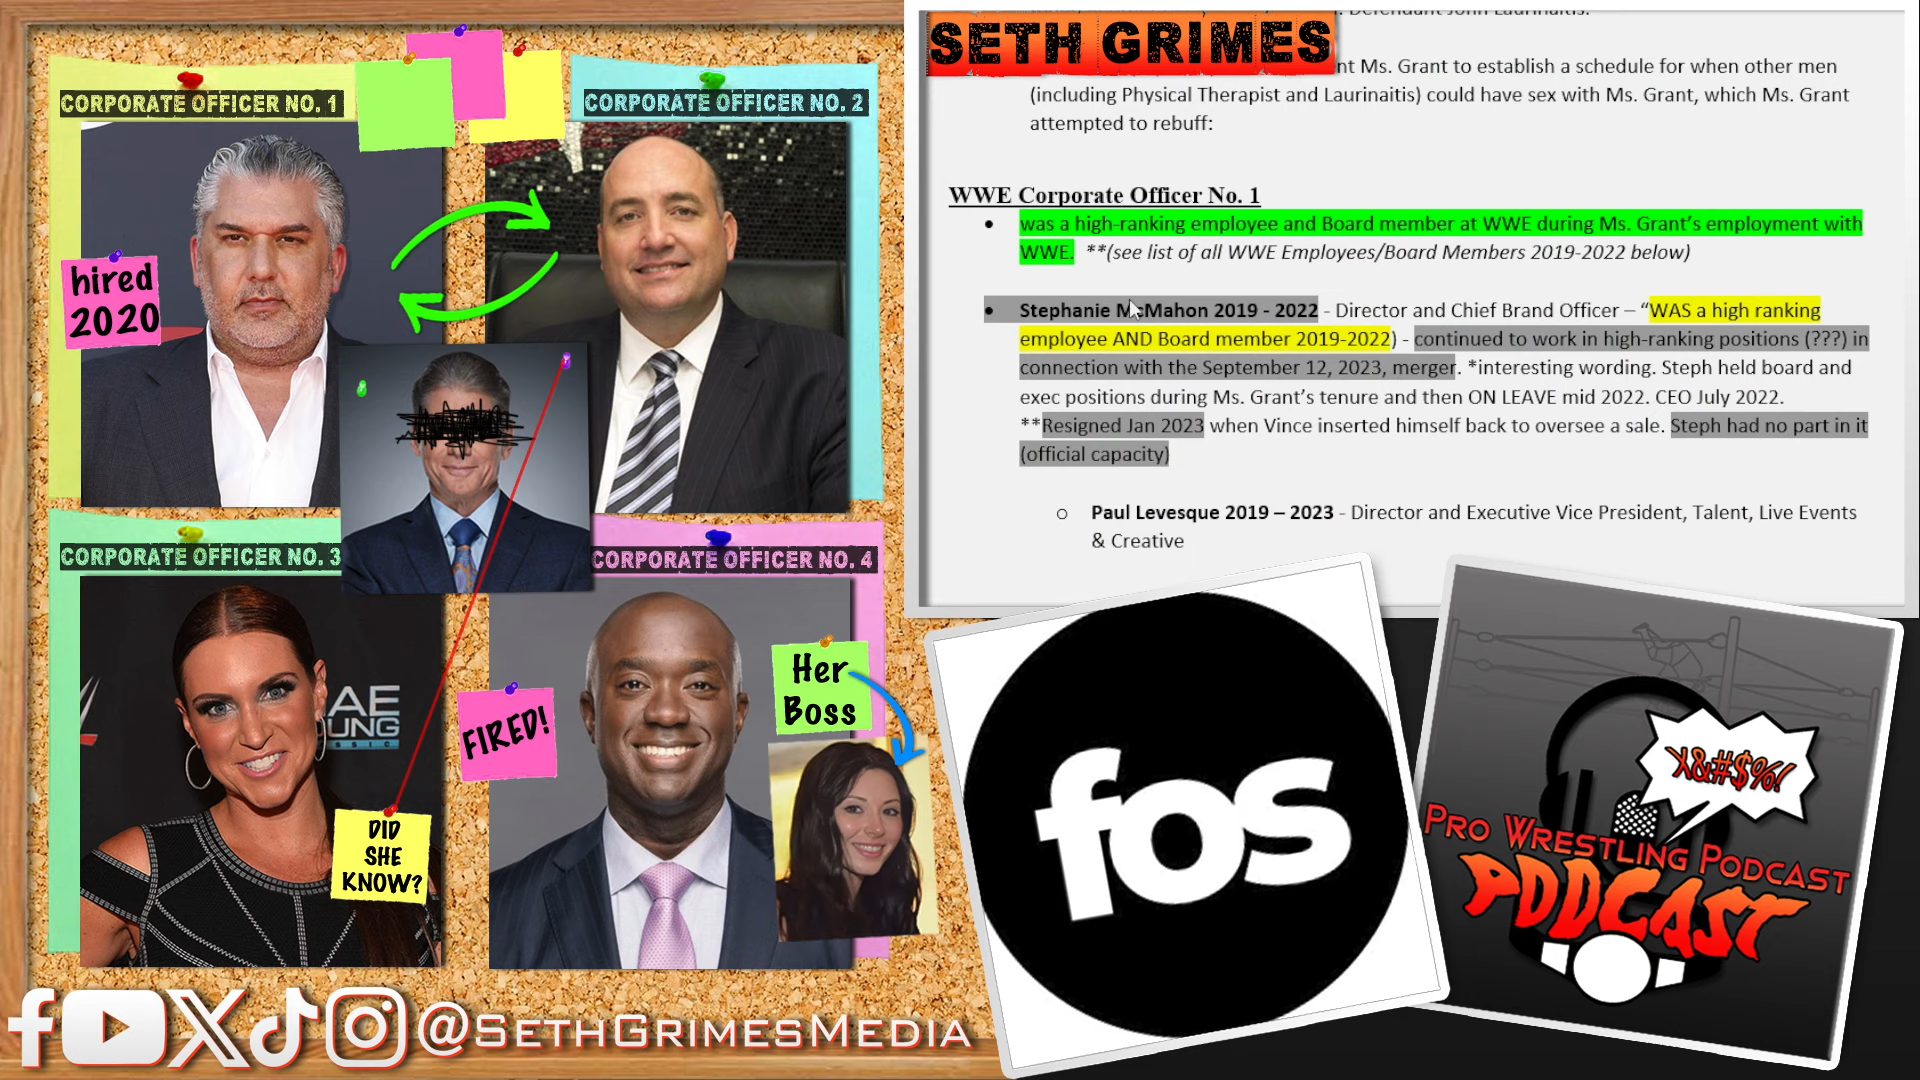 CORPORATE OFFICER NO. 1
CORPORATE OFFICER NO. 2
hired
2020
CORPORATE OFFICER NO. 3
CORPORATE OFFICER NO. 4
AE
UNG
SSIC
DID
SHE
KNOW?
FIRED!
Her
Boss
@SETHGRIMESMEDIA
SETH GRIMES
Defendant John Laurinaitis.
nt Ms. Grant to establish a schedule for when other men
(including Physical Therapist and Laurinaitis) could have sex with Ms. Grant, which Ms. Grant
attempted to rebuff:
WWE Corporate Officer No. 1
• was a high-ranking employee and Board member at WWE during Ms. Grant’s employment with
WWE. **(see list of all WWE Employees/Board Members 2019-2022 below)
• Stephanie McMahon 2019 - 2022 - Director and Chief Brand Officer – “WAS a high ranking
employee AND Board member 2019-2022) - continued to work in high-ranking positions (???) in
connection with the September 12, 2023, merger. *interesting wording. Steph held board and
exec positions during Ms. Grant’s tenure and then ON LEAVE mid 2022. CEO July 2022.
**Resigned Jan 2023 when Vince inserted himself back to oversee a sale. Steph had no part in it
(official capacity)
o Paul Levesque 2019 – 2023 - Director and Executive Vice President, Talent, Live Events
& Creative
fos
X&#$%!
PRO WRESTLING PODCAST
PODCAST